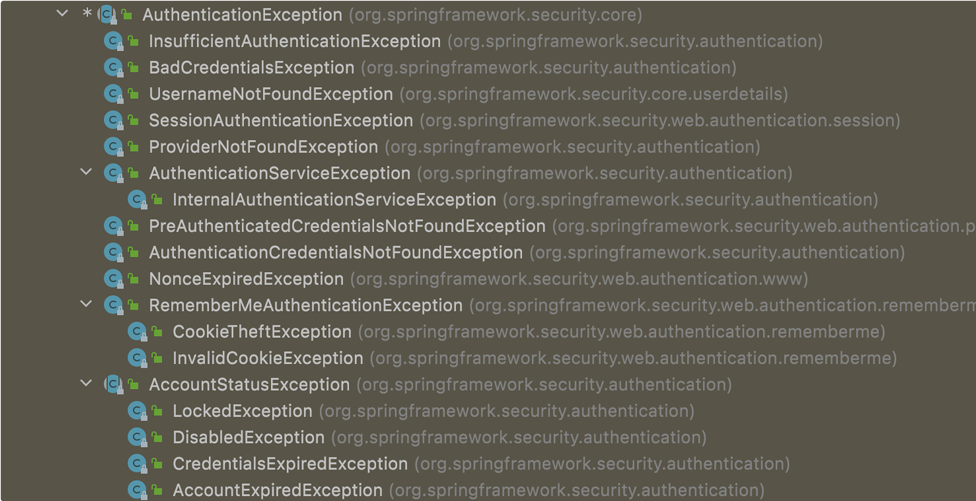 * AuthenticationException (org.springframework.security.core)
InsufficientAuthenticationException (org.springframework.security.authentication)
BadCredentialsException (org.springframework.security.authentication)
UsernameNotFoundException (org.springframework.security.core.userdetails)
SessionAuthenticationException (org.springframework.security.web.authentication.session)
ProviderNotFoundException (org.springframework.security.authentication)
AuthenticationServiceException (org.springframework.security.authentication)
InternalAuthenticationServiceException (org.springframework.security.authentication)
PreAuthenticatedCredentialsNotFoundException (org.springframework.security.web.authentication.p
AuthenticationCredentialsNotFoundException (org.springframework.security.authentication)
NonceExpiredException (org.springframework.security.web.authentication.www)
RememberMeAuthenticationException (org.springframework.security.web.authentication.rememberm
CookieTheftException (org.springframework.security.web.authentication.rememberme)
InvalidCookieException (org.springframework.security.web.authentication.rememberme)
AccountStatusException (org.springframework.security.authentication)
LockedException (org.springframework.security.authentication)
DisabledException (org.springframework.security.authentication)
CredentialsExpiredException (org.springframework.security.authentication)
AccountExpiredException (org.springframework.security.authentication)